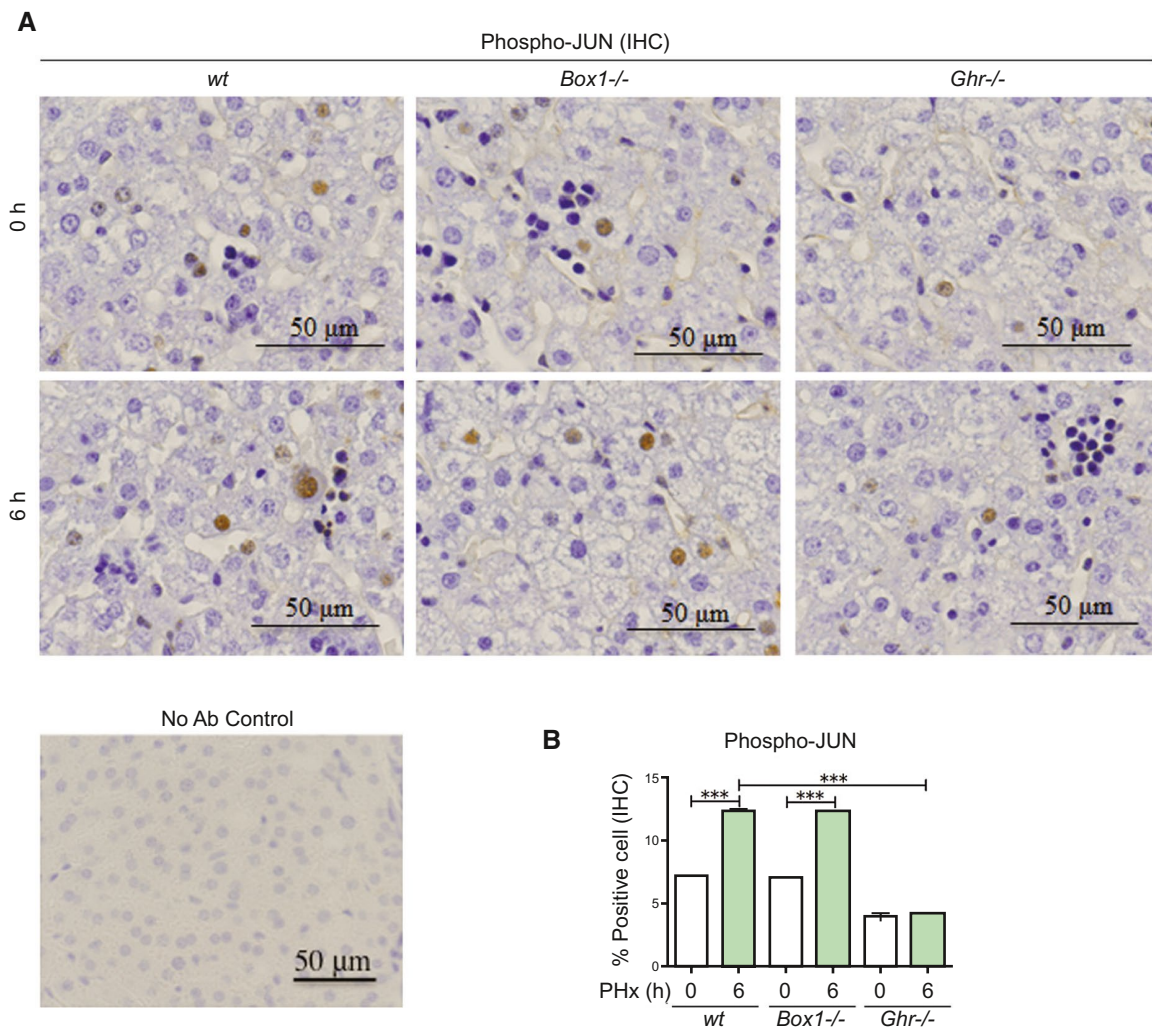 A
Phospho-JUN (IHC)
wt Box1-/- Ghr-/-
0 h
50 µm 50 µm 50 µm
6 h
50 µm 50 µm 50 µm
No Ab Control
50 µm
B
Phospho-JUN
% Positive cell (IHC)
15
10
5
0
*** *** ***
PHx (h) 0 6 0 6 0 6
wt Box1-/- Ghr-/-